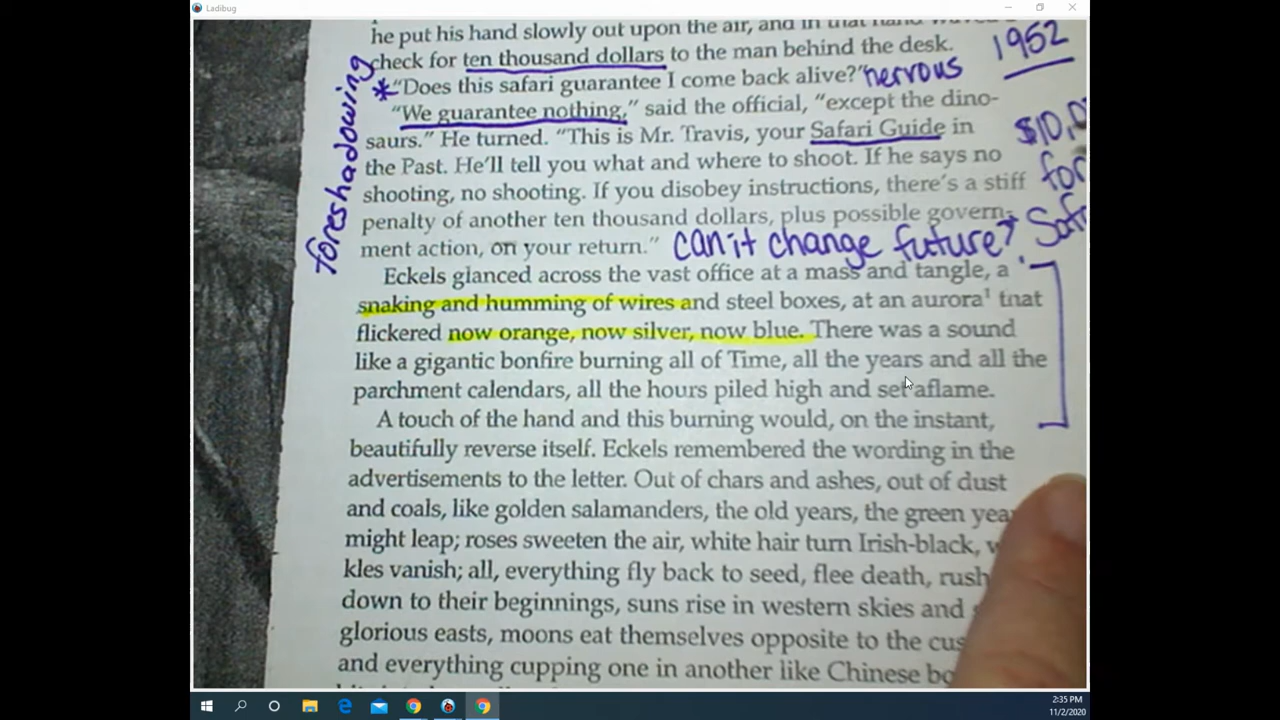 Ladibug
he put his hand slowly out upon the air, and in that hand waved a
check for ten thousand dollars to the man behind the desk.
1952
*"Does this safari guarantee I come back alive?" nervous
"We guarantee nothing," said the official, "except the dino-
saurs." He turned. "This is Mr. Travis, your Safari Guide in
$10,0
the Past. He'll tell you what and where to shoot. If he says no
for
shooting, no shooting. If you disobey instructions, there's a stiff
penalty of another ten thousand dollars, plus possible govern-
Safa
ment action, on your return." can it change future?
foreshadowing
Eckels glanced across the vast office at a mass and tangle, a
snaking and humming of wires and steel boxes, at an aurora¹ that
flickered now orange, now silver, now blue. There was a sound
like a gigantic bonfire burning all of Time, all the years and all the
parchment calendars, all the hours piled high and set aflame.
A touch of the hand and this burning would, on the instant,
beautifully reverse itself. Eckels remembered the wording in the
advertisements to the letter. Out of chars and ashes, out of dust
and coals, like golden salamanders, the old years, the green yea
might leap; roses sweeten the air, white hair turn Irish-black, w
kles vanish; all, everything fly back to seed, flee death, rush
down to their beginnings, suns rise in western skies and
glorious easts, moons eat themselves opposite to the cus
and everything cupping one in another like Chinese bo
2:35 PM
11/2/2020